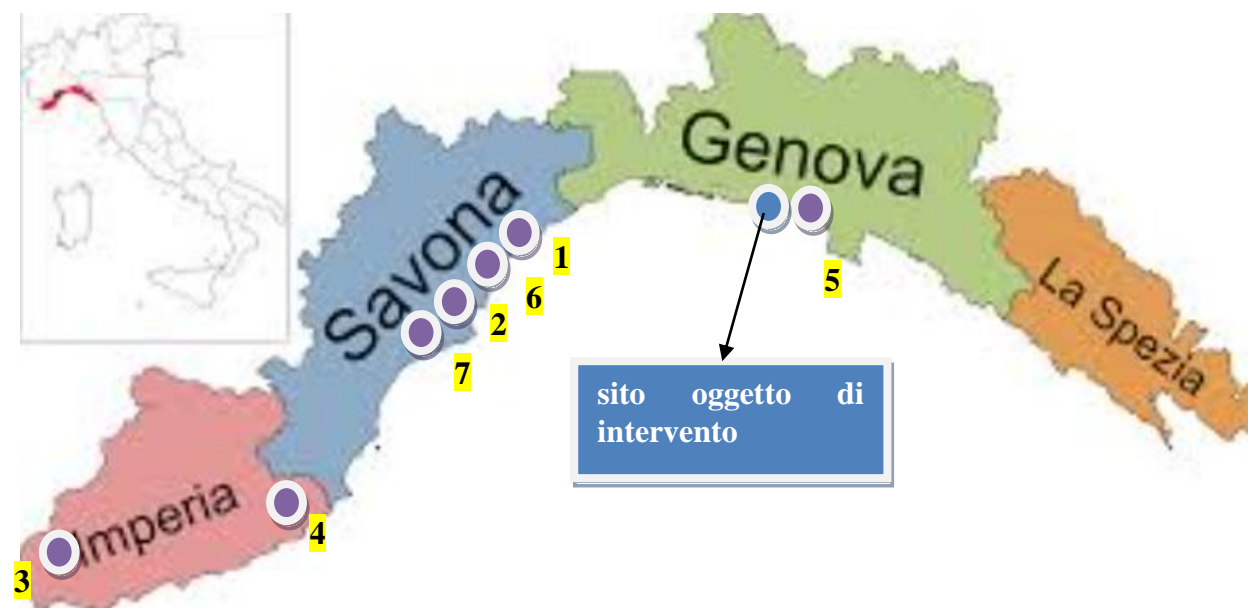 Genova
Savona
1
5
6
La Spezia
2
7
sito oggetto di
intervento
Imperia
4
3